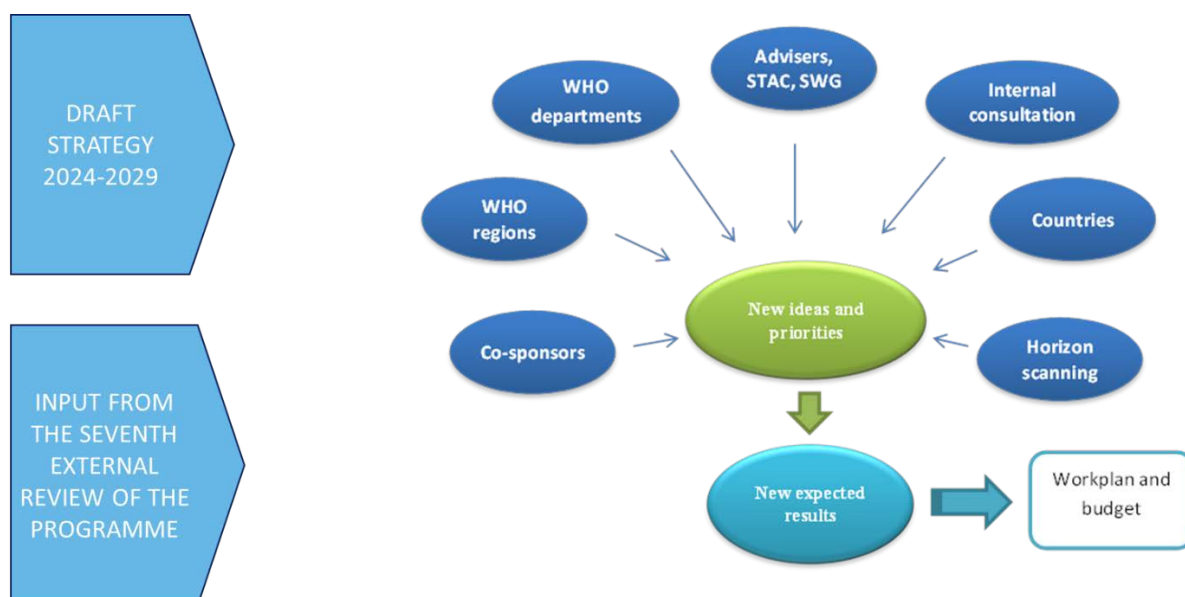 DRAFT
STRATEGY
2024-2029
INPUT FROM
THE SEVENTH
EXTERNAL
REVIEW OF THE
PROGRAMME
Advisers,
STAC, SWG
WHO
departments
Internal
consultation
WHO
regions
Countries
Co-sponsors
New ideas and
priorities
Horizon
scanning
New expected
results
Workplan and
budget